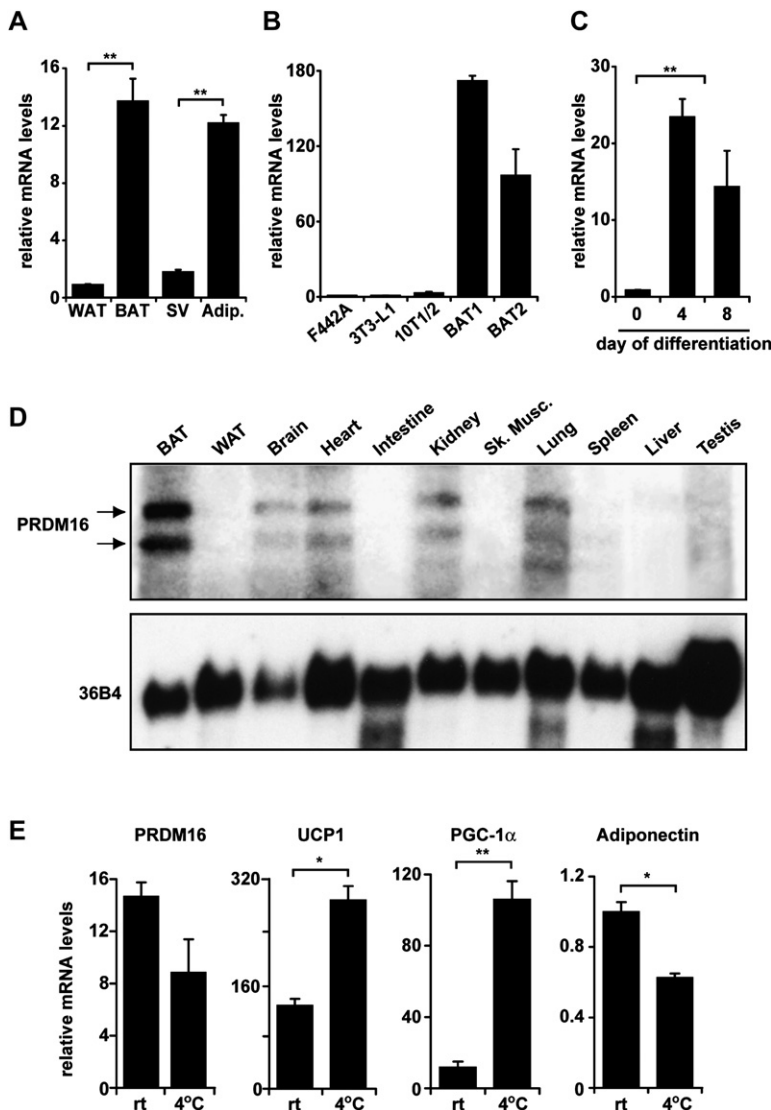 A
relative mRNA levels
16
12
8
4
0
**
**
WAT BAT SV Adip.
B
relative mRNA levels
180
120
60
0
F442A 3T3-L1 10T1/2 BAT1 BAT2
C
relative mRNA levels
30
20
10
0
**
0 4 8
day of differentiation
D
BAT WAT Brain Heart Intestine Kidney Sk. Musc. Lung Spleen Liver Testis
PRDM16
36B4
E
relative mRNA levels
PRDM16
16
12
8
4
0
rt 4ºC
UCP1
320
160
0
*
rt 4ºC
PGC-1α
120
80
40
0
**
rt 4ºC
Adiponectin
1.2
0.8
0.4
0
*
rt 4ºC